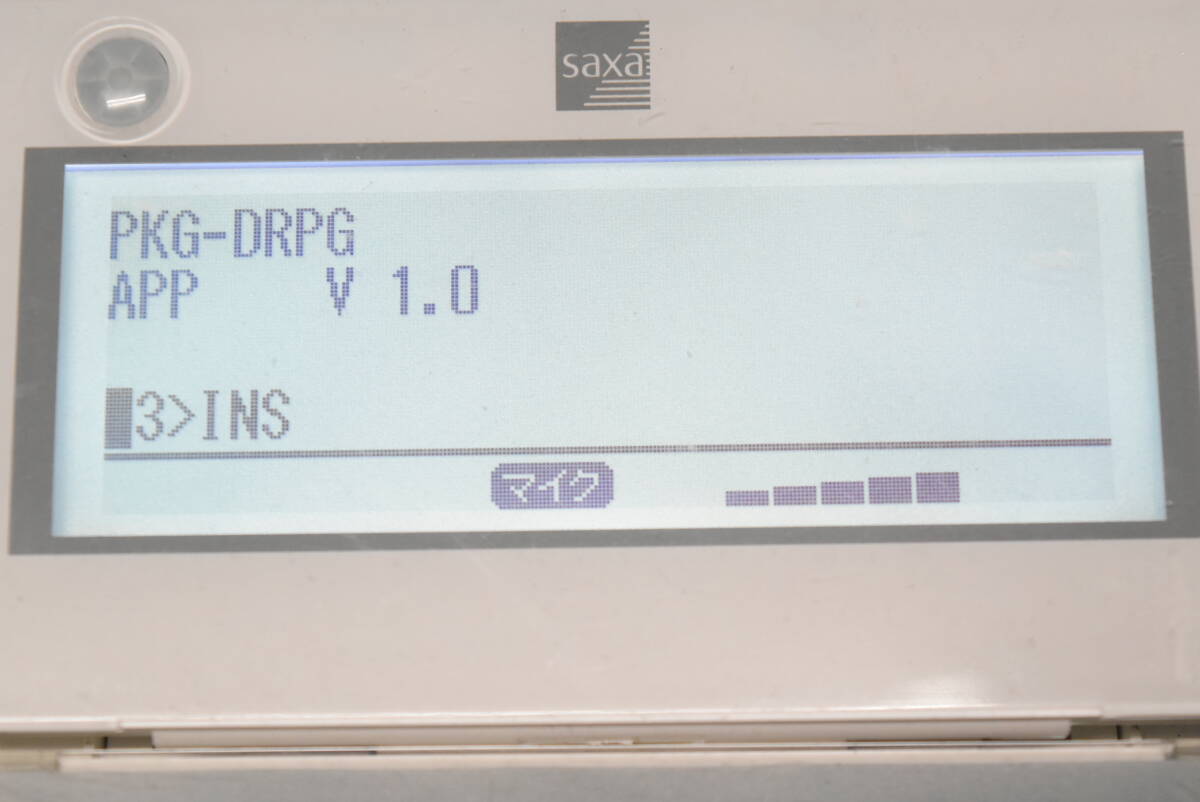 saxa
PKG-DRPG
APP V 1.0
3>INS
マイク